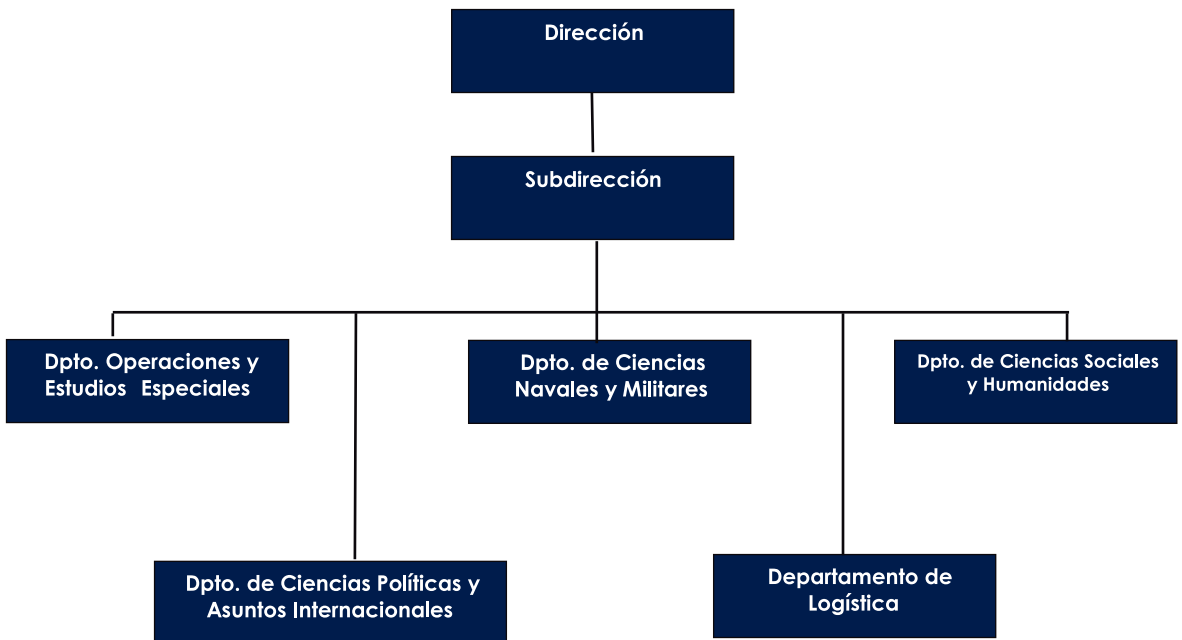 Dirección
Subdirección
Dpto. Operaciones y
Estudios Especiales
Dpto. de Ciencias
Navales y Militares
Dpto. de Ciencias Sociales
y Humanidades
Dpto. de Ciencias Políticas y
Asuntos Internacionales
Departamento de
Logística